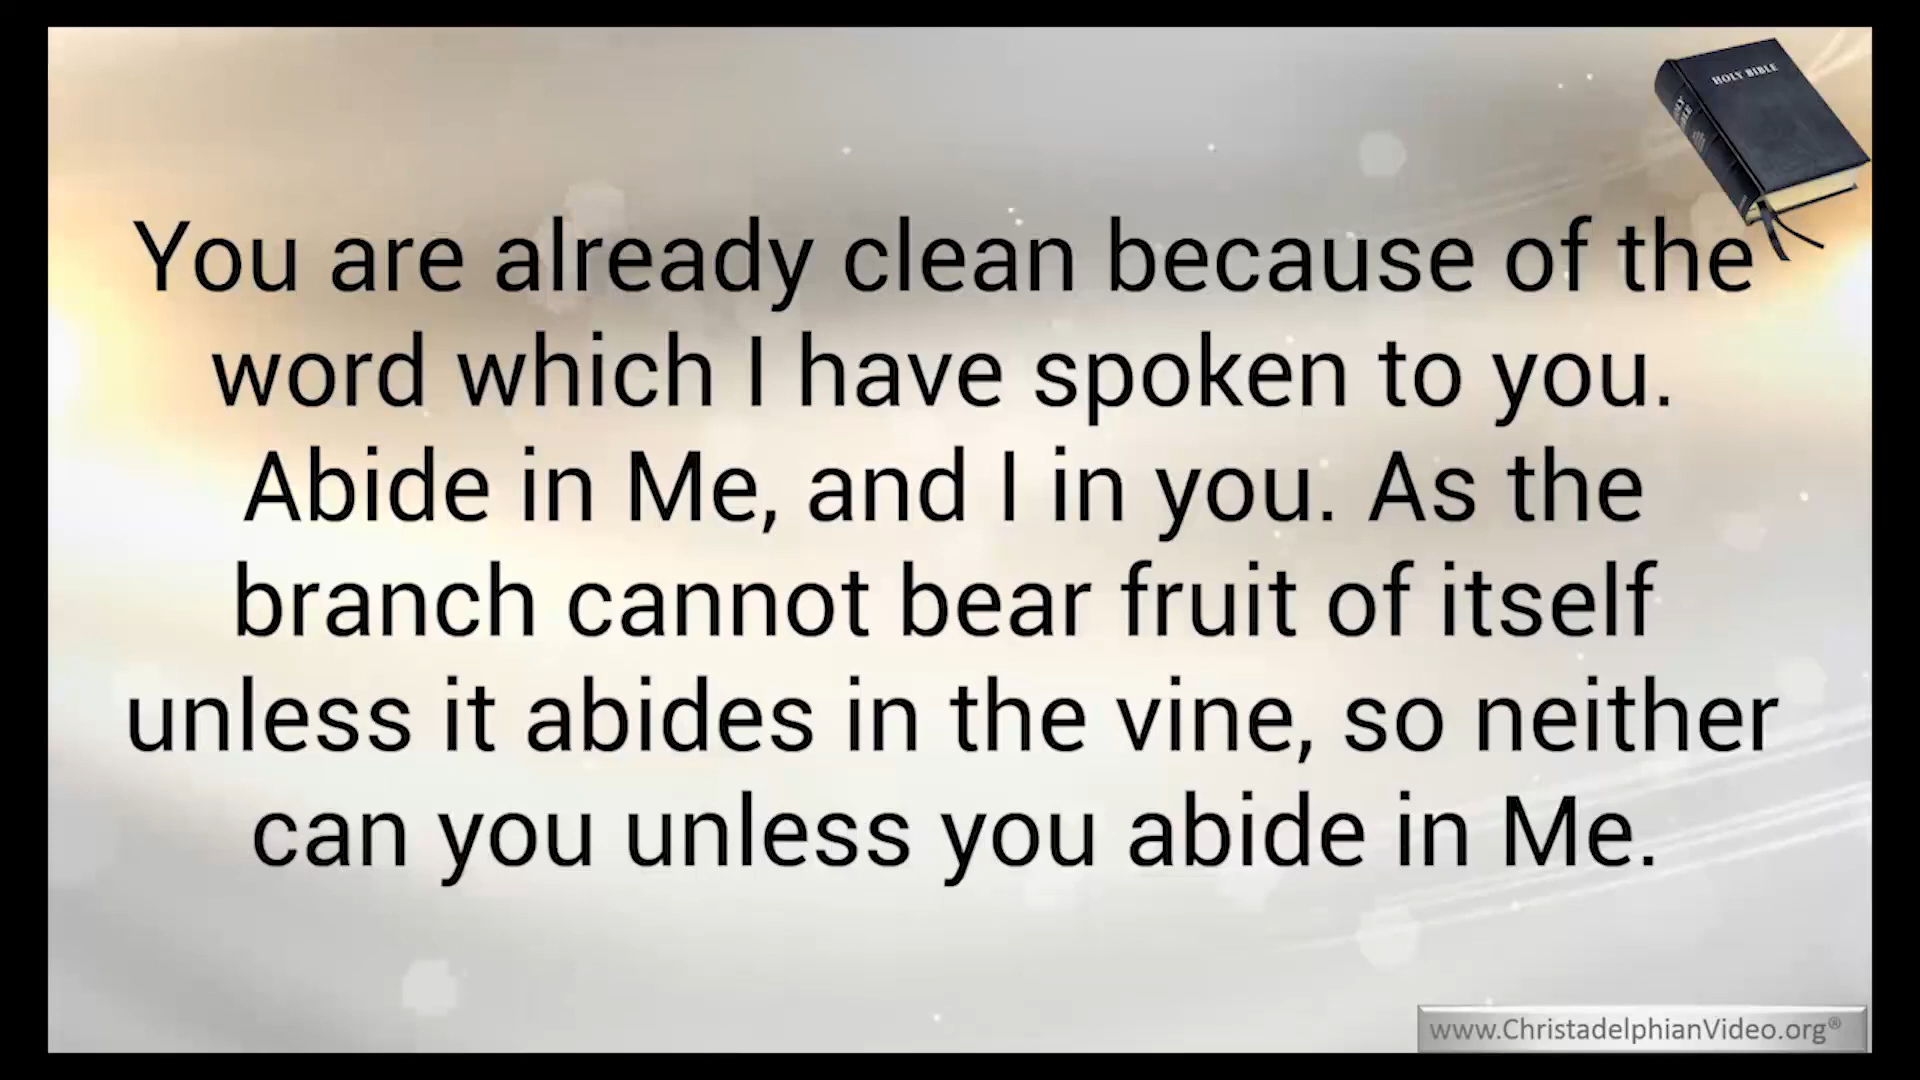 HOLY BIBLE
You are already clean because of the
word which I have spoken to you.
Abide in Me, and I in you. As the
branch cannot bear fruit of itself
unless it abides in the vine, so neither
can you unless you abide in Me.
www.ChristadelphianVideo.org®